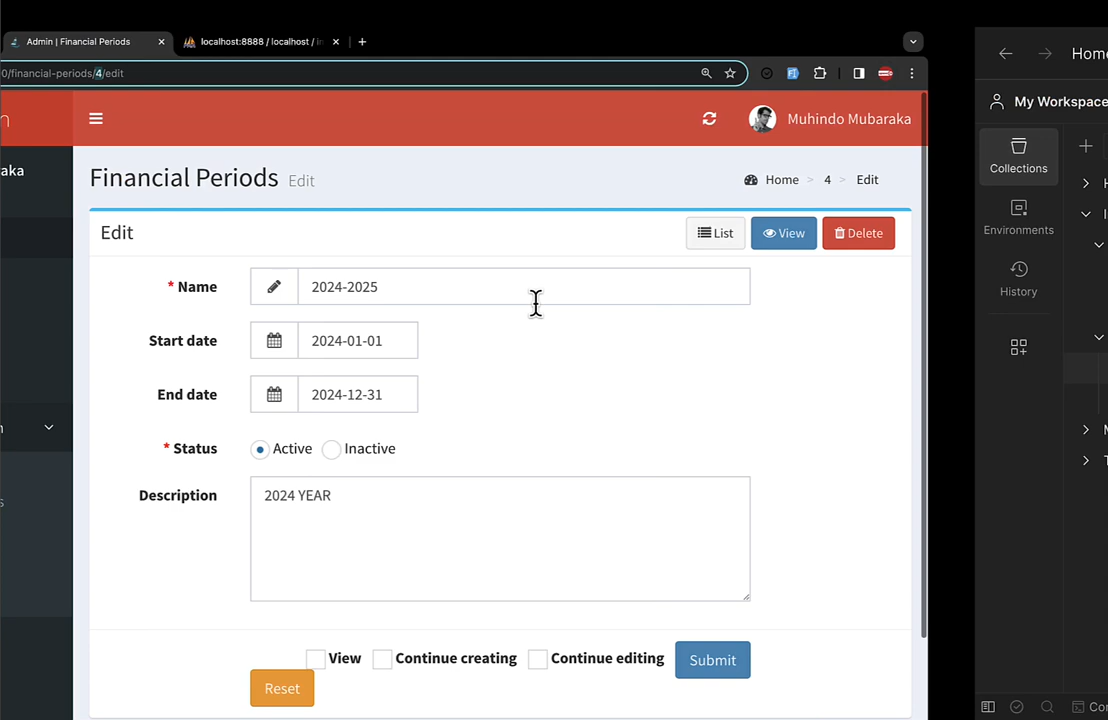 Admin | Financial Periods
localhost:8888 / localhost / i
0/financial-periods/4/edit
n
Muhindo Mubaraka
aka
Financial Periods Edit
Home > 4 > Edit
Edit
List
View
Delete
* Name
2024-2025
Start date
2024-01-01
End date
2024-12-31
* Status
Active
Inactive
Description
2024 YEAR
View
Continue creating
Continue editing
Submit
Reset
Home
My Workspace
Collections
Environments
History